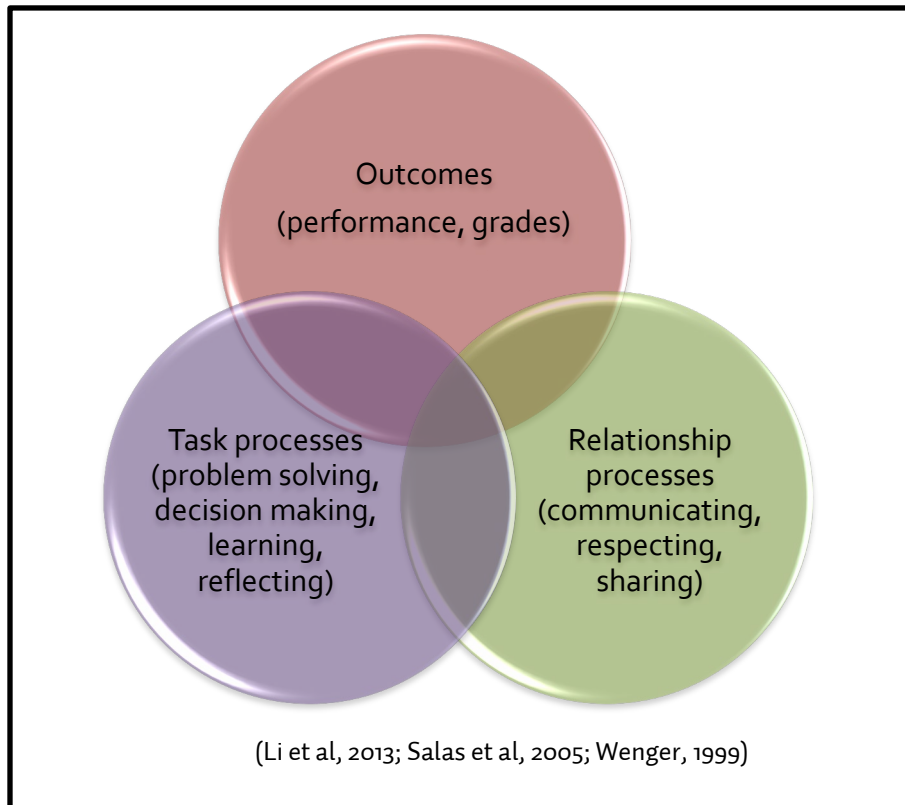 Outcomes
(performance, grades)
Task processes
(problem solving,
decision making,
learning,
reflecting)
Relationship
processes
(communicating,
respecting,
sharing)
(Li et al, 2013; Salas et al, 2005; Wenger, 1999)